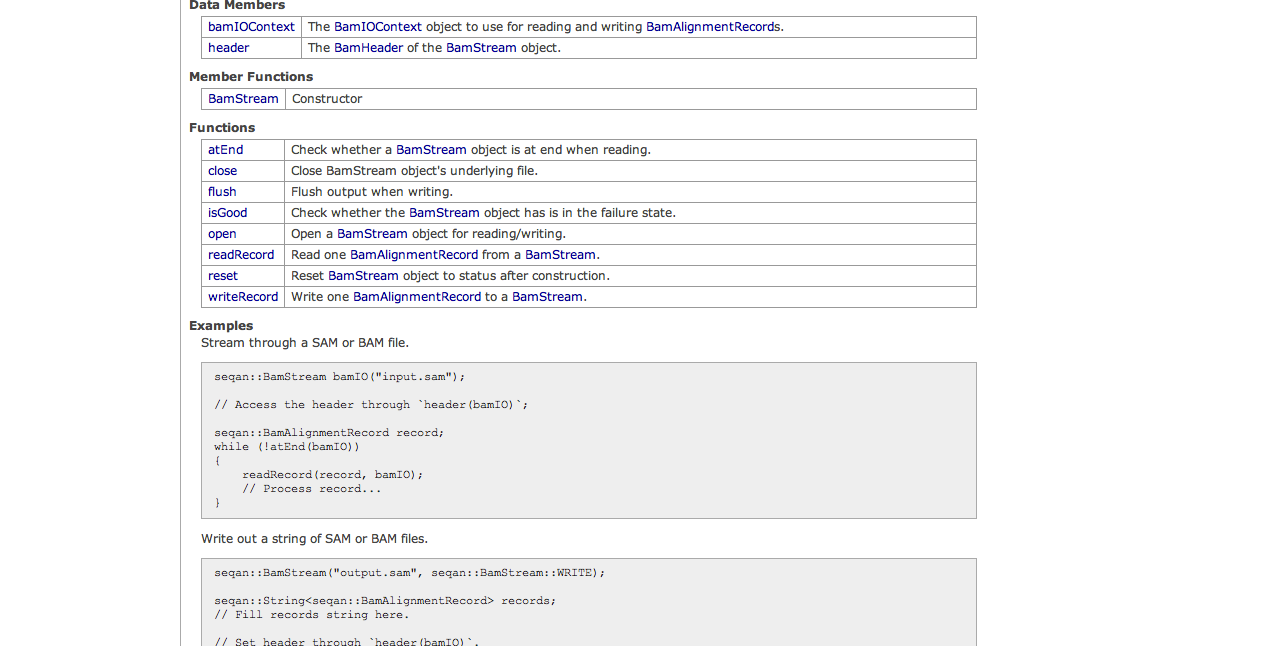 Data Members
bamIOContext The BamIOContext object to use for reading and writing BamAlignmentRecords.
header The BamHeader of the BamStream object.
Member Functions
BamStream Constructor
Functions
atEnd Check whether a BamStream object is at end when reading.
close Close BamStream object's underlying file.
flush Flush output when writing.
isGood Check whether the BamStream object has is in the failure state.
open Open a BamStream object for reading/writing.
readRecord Read one BamAlignmentRecord from a BamStream.
reset Reset BamStream object to status after construction.
writeRecord Write one BamAlignmentRecord to a BamStream.
Examples
Stream through a SAM or BAM file.
seqan::BamStream bamIO("input.sam");
// Access the header through `header(bamIO)`;
seqan::BamAlignmentRecord record;
while (!atEnd(bamIO))
{
readRecord(record, bamIO);
// Process record...
}
Write out a string of SAM or BAM files.
seqan::BamStream("output.sam", seqan::BamStream::WRITE);
seqan::String<seqan::BamAlignmentRecord> records;
// Fill records string here.
// Set header through `header(bamIO)`.